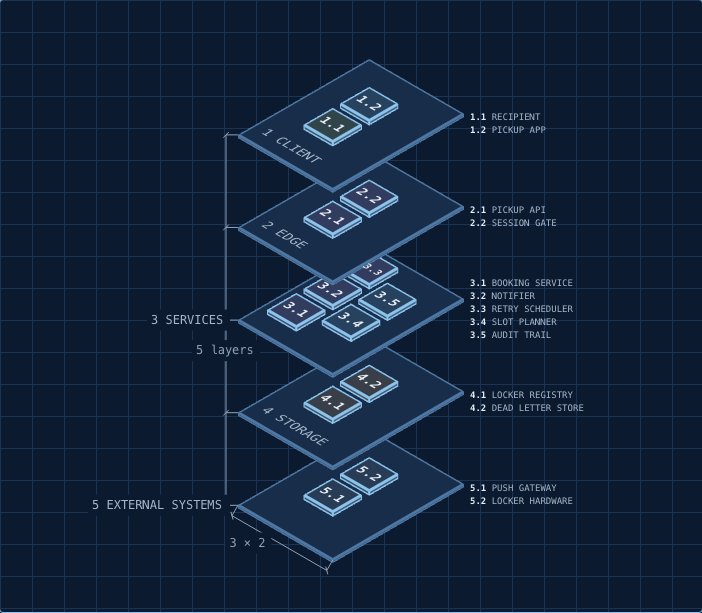 1.2
1.1
1 CLIENT
1.1 RECIPIENT
1.2 PICKUP APP
2.2
2.1
2 EDGE
2.1 PICKUP API
2.2 SESSION GATE
3.3
3.2
3.5
3.1
3.4
3 SERVICES
3.1 BOOKING SERVICE
3.2 NOTIFIER
3.3 RETRY SCHEDULER
3.4 SLOT PLANNER
3.5 AUDIT TRAIL
5 layers
4.2
4.1
4 STORAGE
4.1 LOCKER REGISTRY
4.2 DEAD LETTER STORE
5.2
5.1
5 EXTERNAL SYSTEMS
5.1 PUSH GATEWAY
5.2 LOCKER HARDWARE
3 × 2